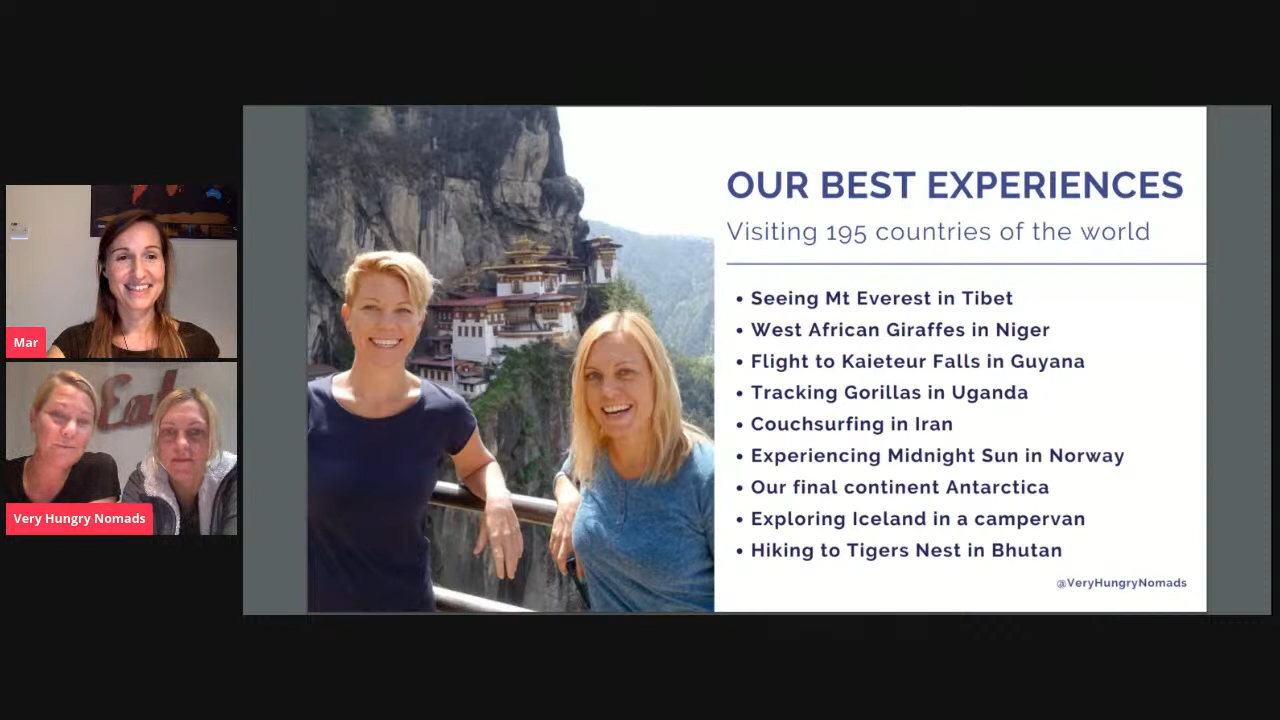 Mar
Eat
Very Hungry Nomads
OUR BEST EXPERIENCES
Visiting 195 countries of the world
• Seeing Mt Everest in Tibet
• West African Giraffes in Niger
• Flight to Kaieteur Falls in Guyana
• Tracking Gorillas in Uganda
• Couchsurfing in Iran
• Experiencing Midnight Sun in Norway
• Our final continent Antarctica
• Exploring Iceland in a campervan
• Hiking to Tigers Nest in Bhutan
@VeryHungryNomads